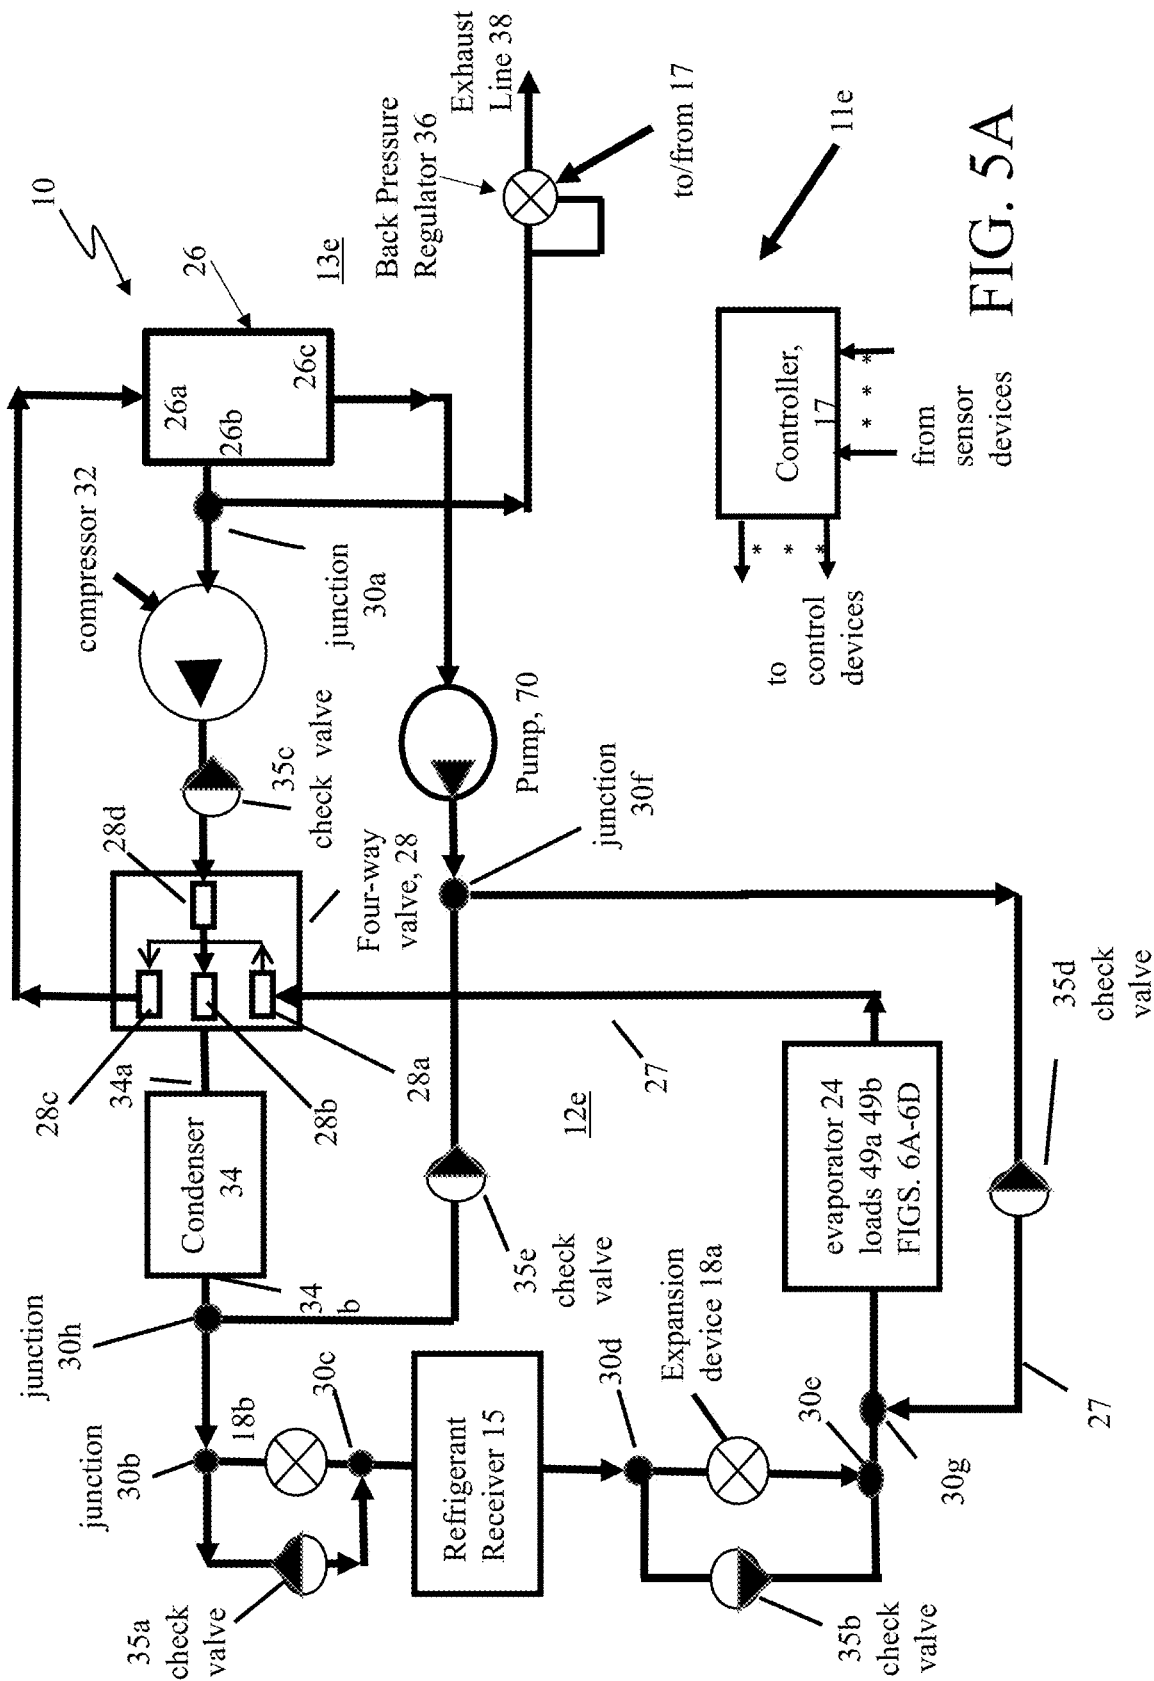 10
Exhaust
Line 38
Back Pressure
Regulator 36
13e
26
to/from 17
11e
FIG. 5A
26a
26b
26c
Controller,
17
* * *
from
sensor
devices
* * *
to
control
devices
compressor 32
junction
30a
35c
check valve
Pump, 70
junction
30f
28d
Four-way
valve, 28
28c
34a
28b
28a
27
12e
35d
check
valve
Condenser
34
evaporator 24
loads 49a 49b
FIGS. 6A-6D
34
b
35e
check
valve
junction
30h
junction
30b
18b
30c
Refrigerant
Receiver 15
30d
Expansion
device 18a
30e
30g
27
35a
check
valve
35b
check
valve